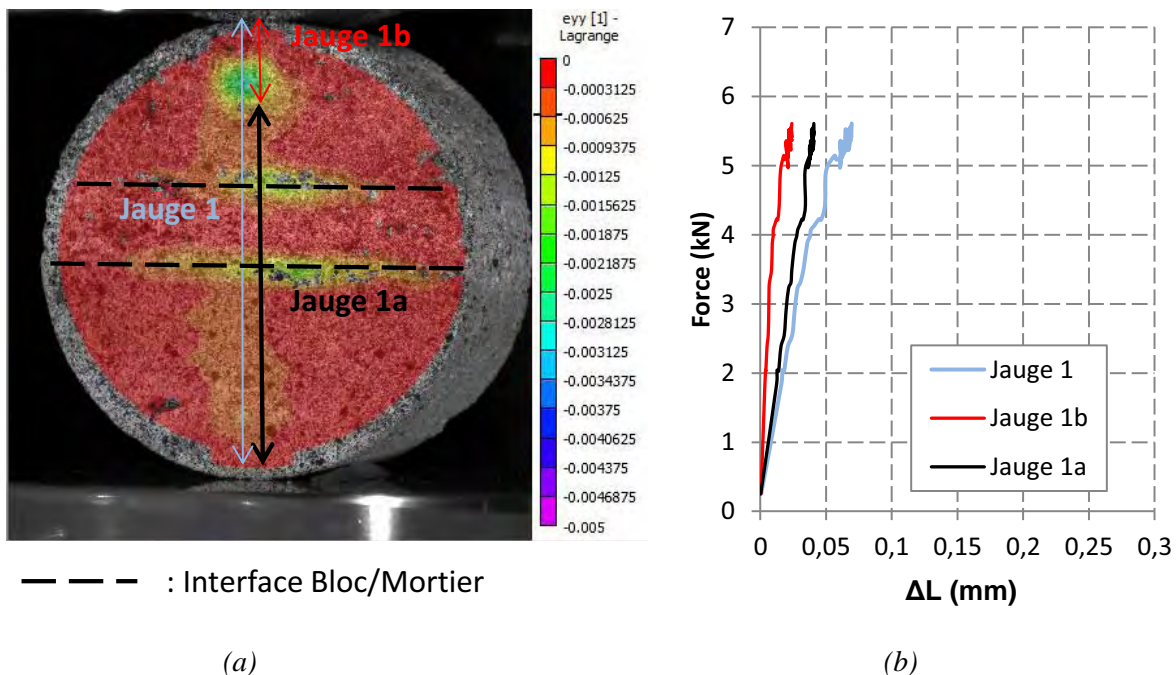 eyy [1] -
Lagrange
0
-0.0003125
-0.000625
-0.0009375
-0.00125
-0.0015625
-0.001875
-0.0021875
-0.0025
-0.0028125
-0.003125
-0.0034375
-0.00375
-0.0040625
-0.004375
-0.0046875
-0.005
Jauge 1b
Jauge 1
Jauge 1a
: Interface Bloc/Mortier
(a)
Force (kN)
7
6
5
4
3
2
1
0
Jauge 1
Jauge 1b
Jauge 1a
0 0,05 0,1 0,15 0,2 0,25 0,3
ΔL (mm)
(b)